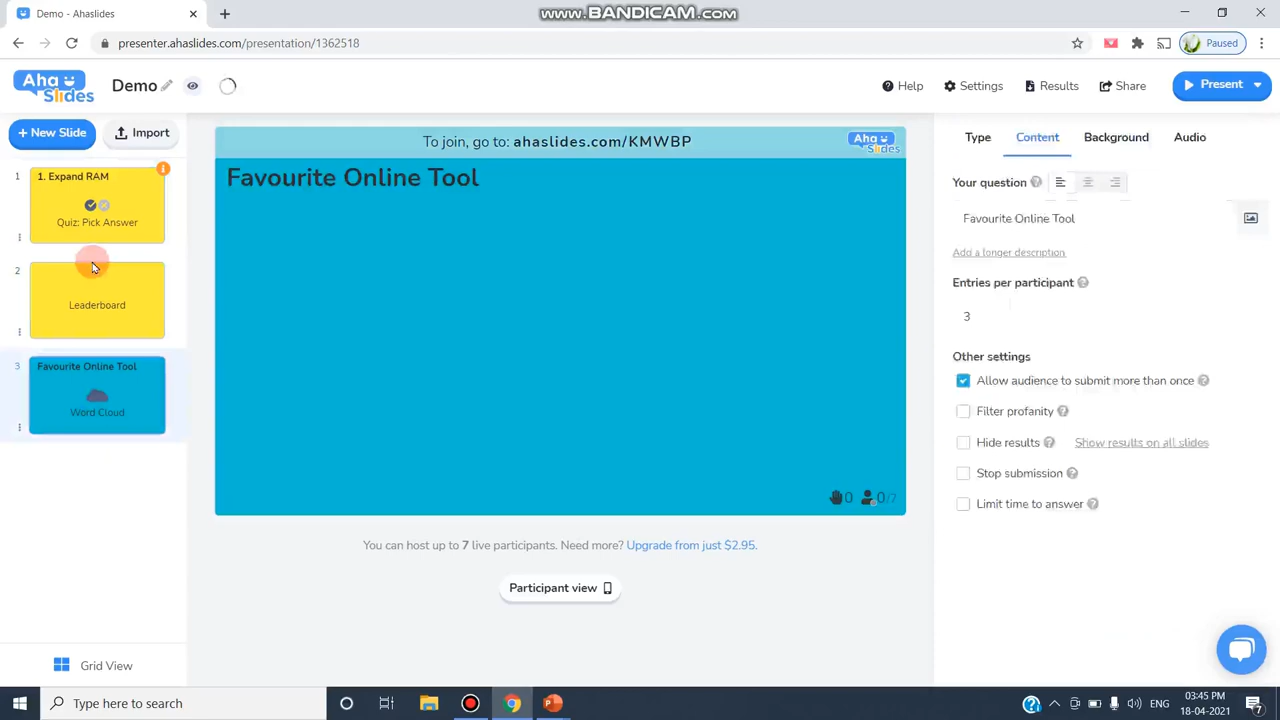 Demo - Ahaslides
www.BANDICAM.com
presenter.ahaslides.com/presentation/1362518
Paused
Aha Slides
Demo
Help
Settings
Results
Share
Present
+ New Slide
Import
1
1. Expand RAM
Quiz: Pick Answer
2
Leaderboard
3
Favourite Online Tool
Word Cloud
Grid View
To join, go to: ahaslides.com/KMWBP
Aha Slides
Favourite Online Tool
0
0/7
You can host up to 7 live participants. Need more? Upgrade from just $2.95.
Participant view
Type
Content
Background
Audio
Your question
Favourite Online Tool
Add a longer description
Entries per participant
3
Other settings
Allow audience to submit more than once
Filter profanity
Hide results
Show results on all slides
Stop submission
Limit time to answer
Type here to search
ENG
03:45 PM
18-04-2021
7